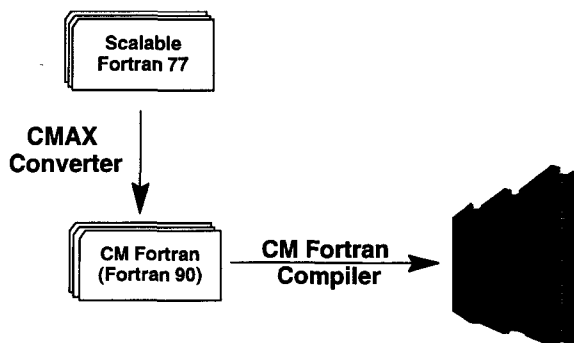 Scalable
Fortran 77
CMAX
Converter
CM Fortran
(Fortran 90)
CM Fortran
Compiler